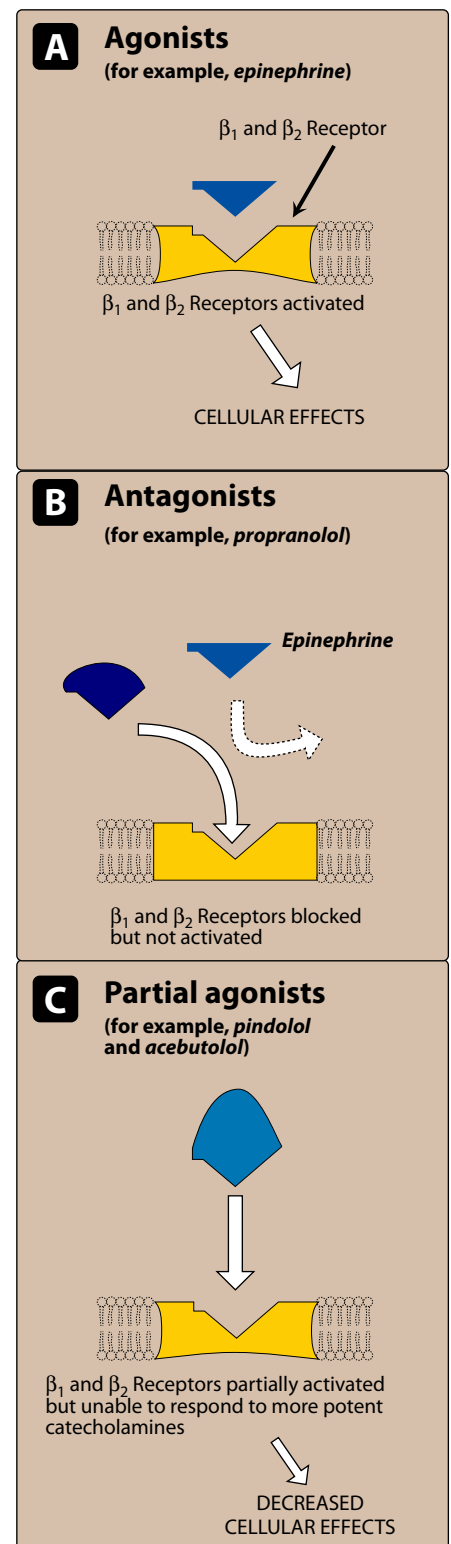 A Agonists
(for example, epinephrine)
β₁ and β₂ Receptor
β₁ and β₂ Receptors activated
CELLULAR EFFECTS
B Antagonists
(for example, propranolol)
Epinephrine
β₁ and β₂ Receptors blocked
but not activated
C Partial agonists
(for example, pindolol
and acebutolol)
β₁ and β₂ Receptors partially activated
but unable to respond to more potent
catecholamines
DECREASED
CELLULAR EFFECTS